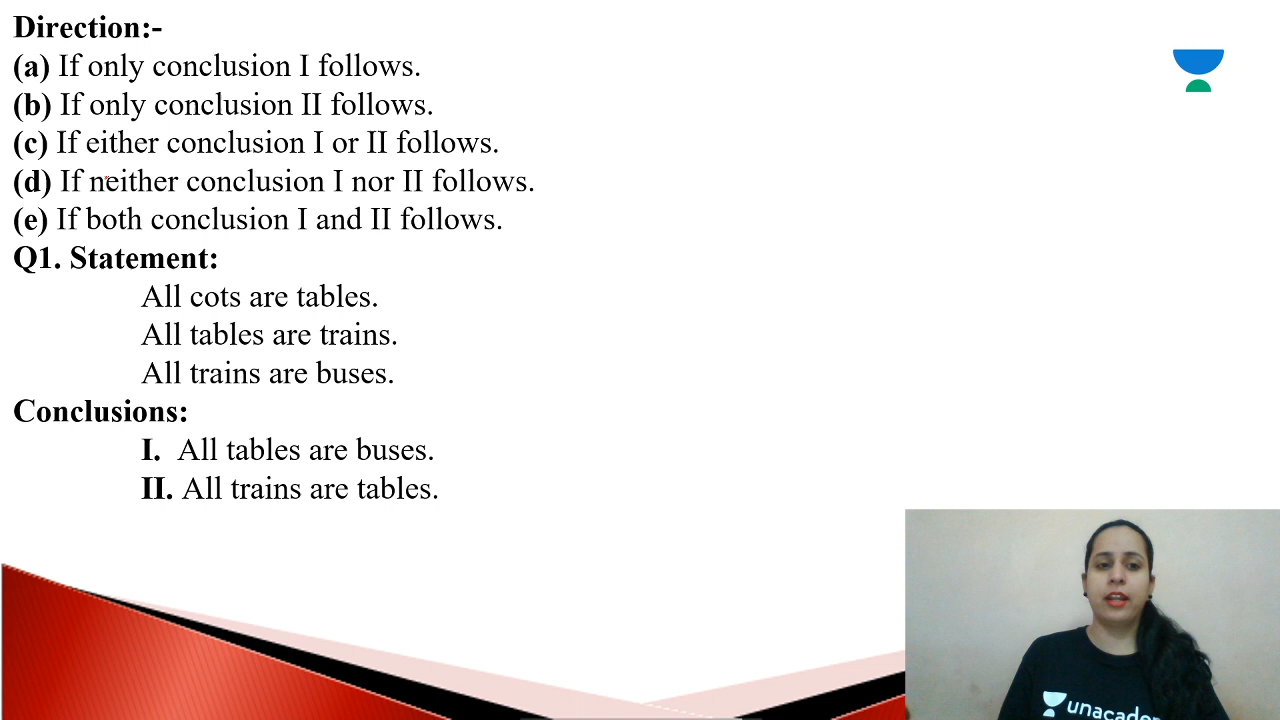 Direction:-
(a) If only conclusion I follows.
(b) If only conclusion II follows.
(c) If either conclusion I or II follows.
(d) If neither conclusion I nor II follows.
(e) If both conclusion I and II follows.
Q1. Statement:
All cots are tables.
All tables are trains.
All trains are buses.
Conclusions:
I. All tables are buses.
II. All trains are tables.